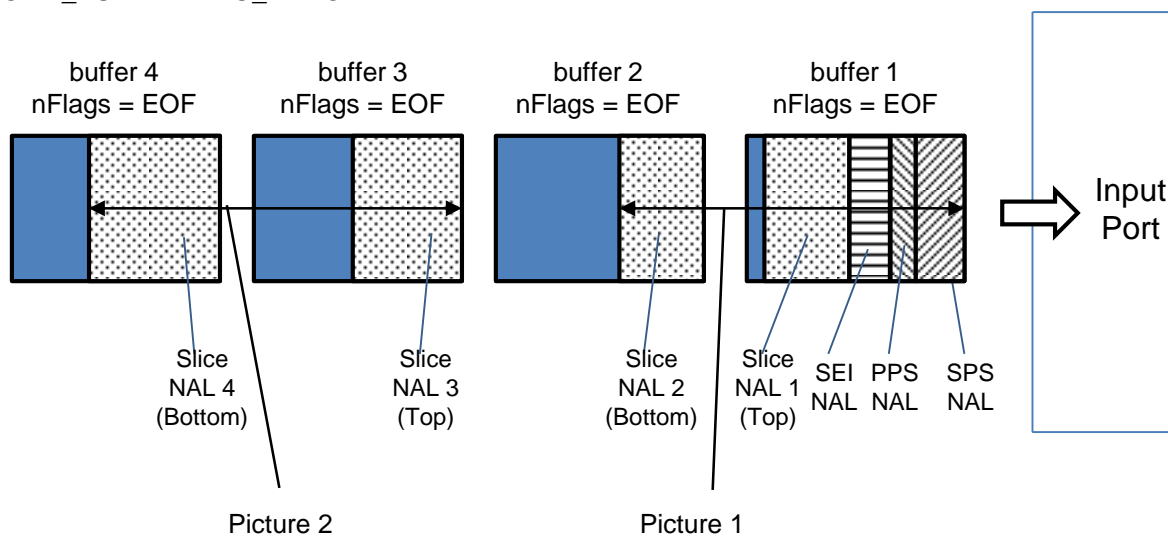 buffer 4
nFlags = EOF
buffer 3
nFlags = EOF
buffer 2
nFlags = EOF
buffer 1
nFlags = EOF
Input
Port
Slice
NAL 4
(Bottom)
Slice
NAL 3
(Top)
Slice
NAL 2
(Bottom)
Slice
NAL 1
(Top)
SEI
NAL
PPS
NAL
SPS
NAL
Picture 2
Picture 1